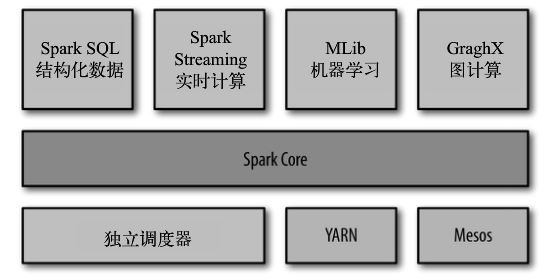 Spark SQL
结构化数据
Spark
Streaming
实时计算
MLib
机器学习
GraghX
图计算
Spark Core
独立调度器
YARN
Mesos